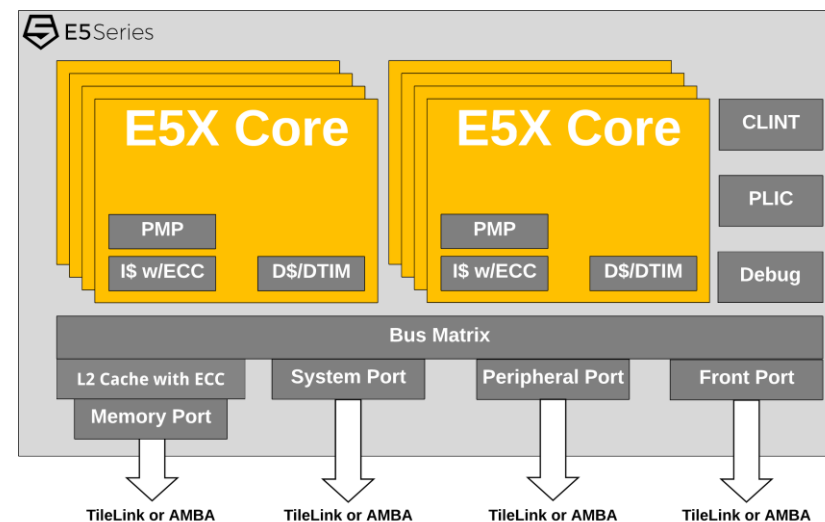 E5Series
E5X Core
PMP
I$ w/ECC
D$/DTIM
E5X Core
PMP
I$ w/ECC
D$/DTIM
CLINT
PLIC
Debug
Bus Matrix
L2 Cache with ECC
System Port
Peripheral Port
Front Port
Memory Port
TileLink or AMBA
TileLink or AMBA
TileLink or AMBA
TileLink or AMBA